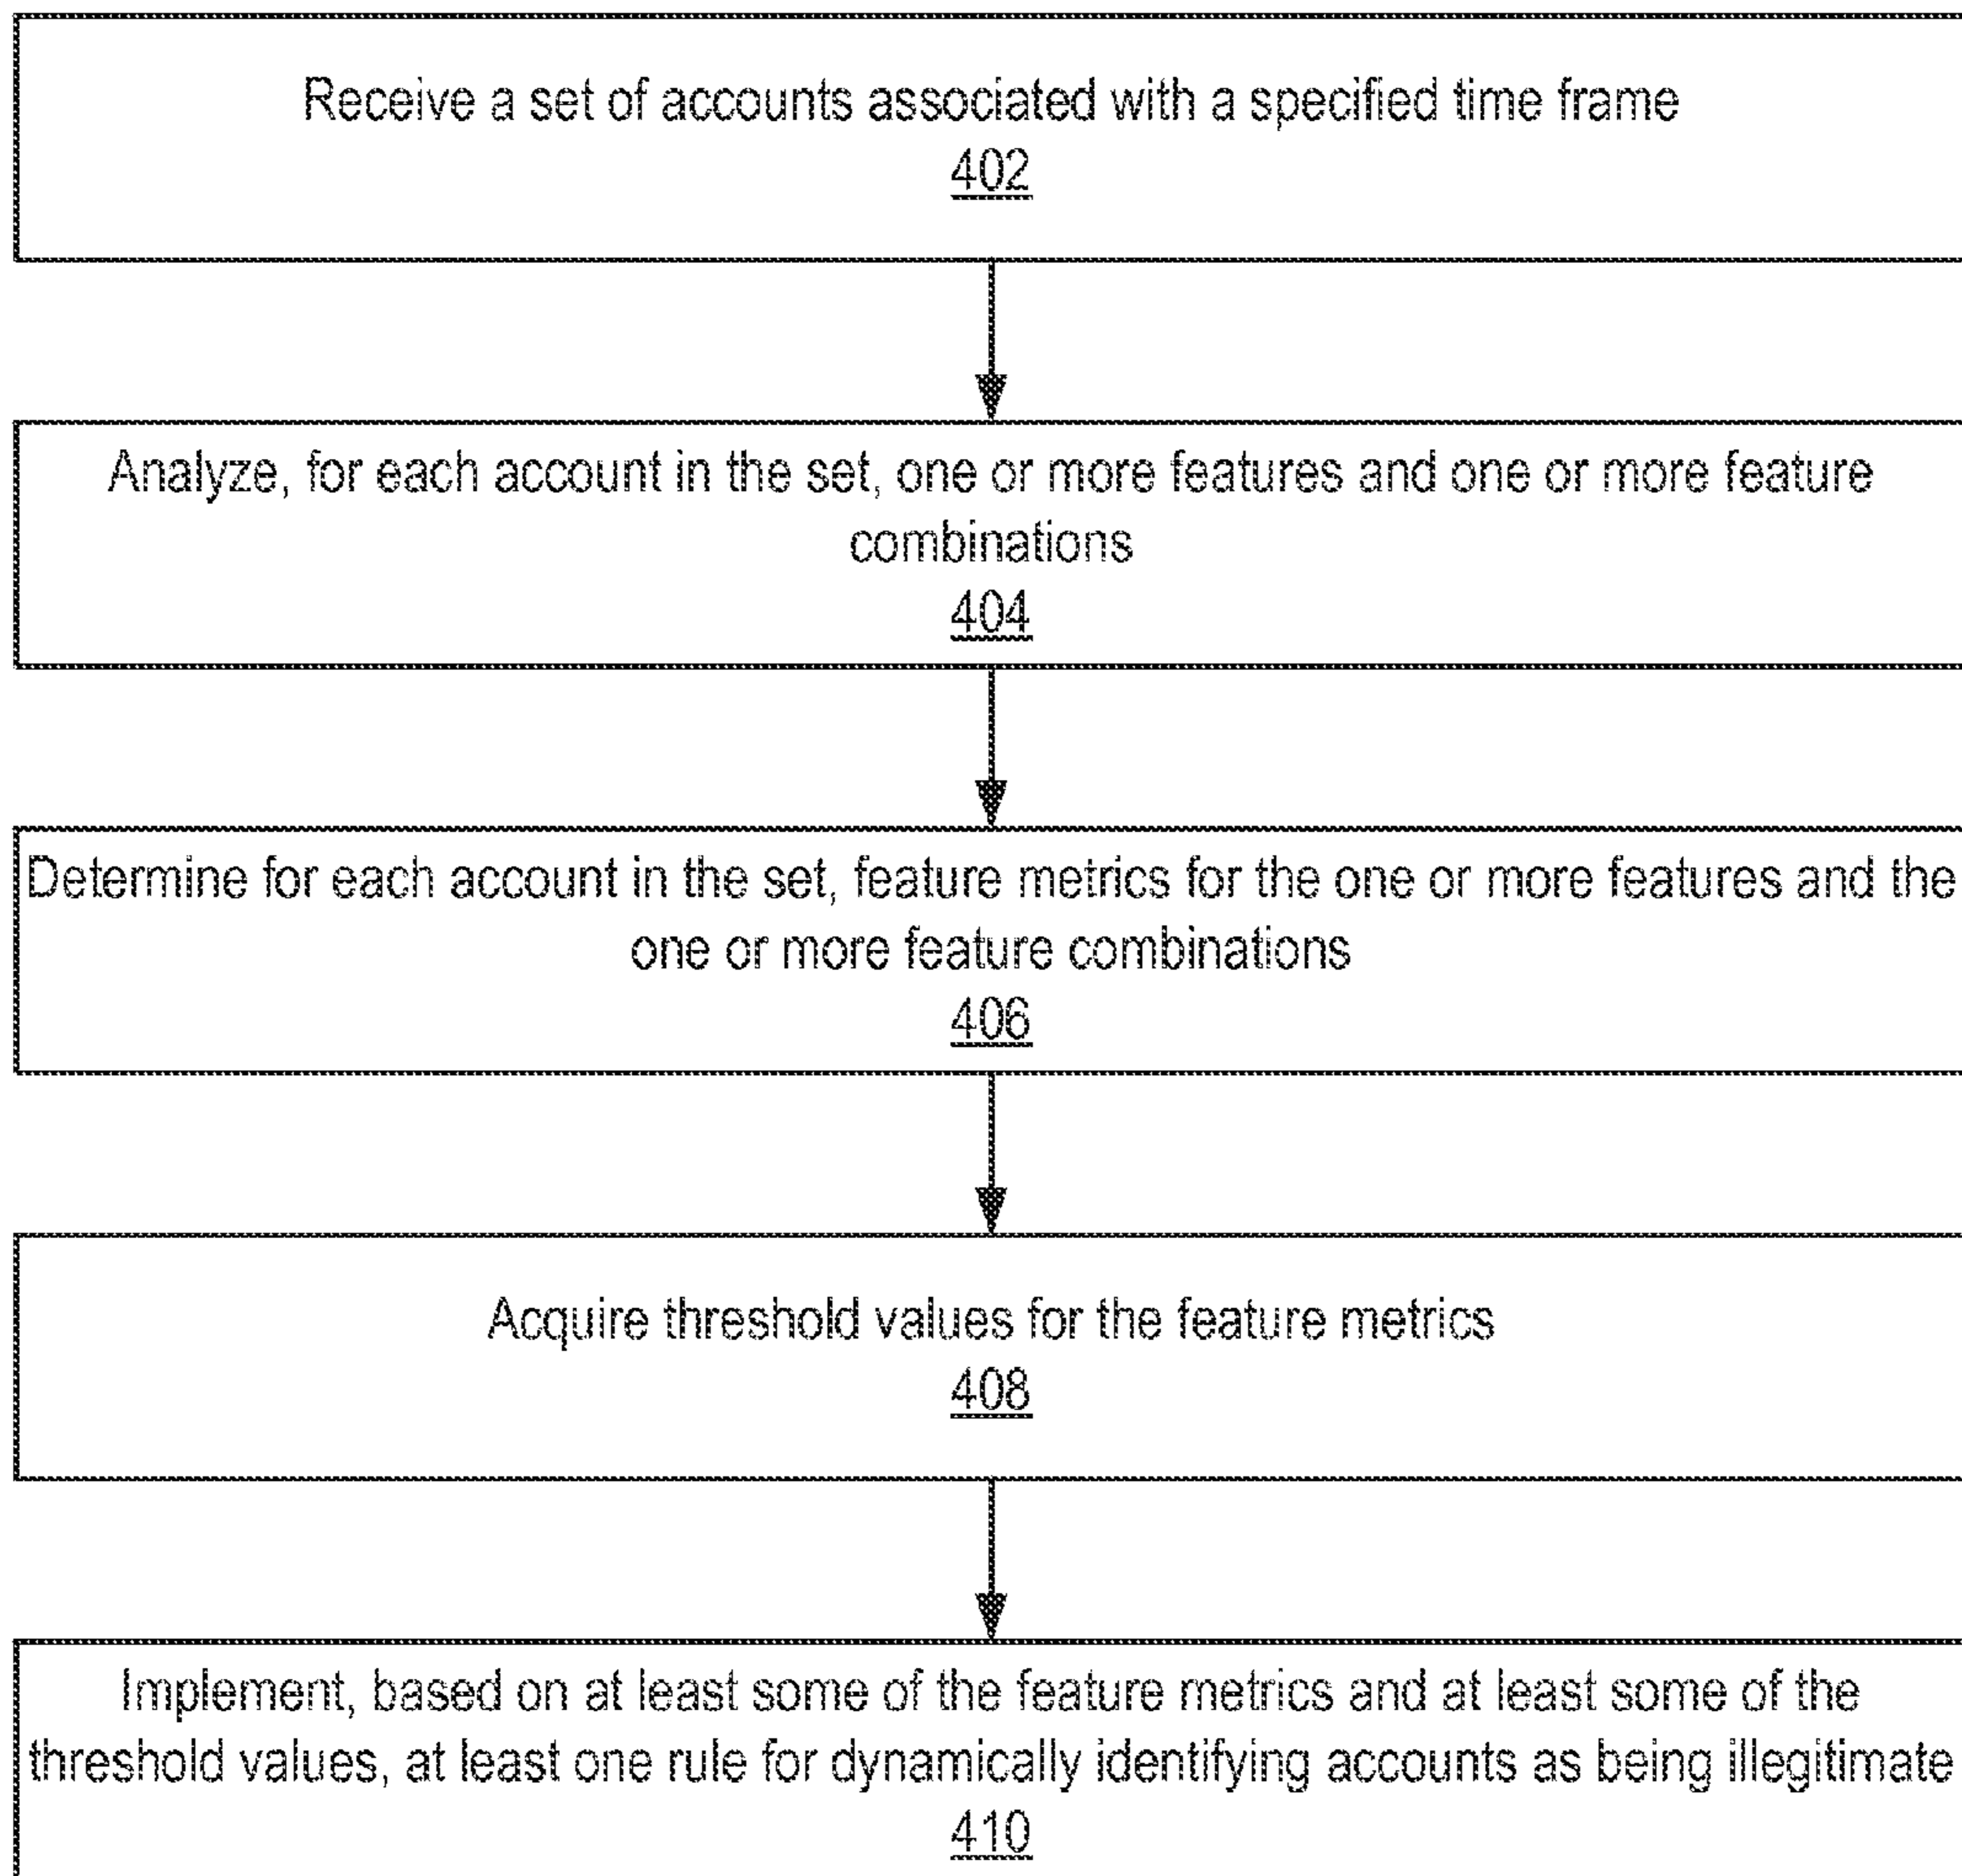 Receive a set of accounts associated with a specified time frame
402
Analyze, for each account in the set, one or more features and one or more feature
combinations
404
Determine for each account in the set, feature metrics for the one or more features and the
one or more feature combinations
406
Acquire threshold values for the feature metrics
408
Implement, based on at least some of the feature metrics and at least some of the
threshold values, at least one rule for dynamically identifying accounts as being illegitimate
410